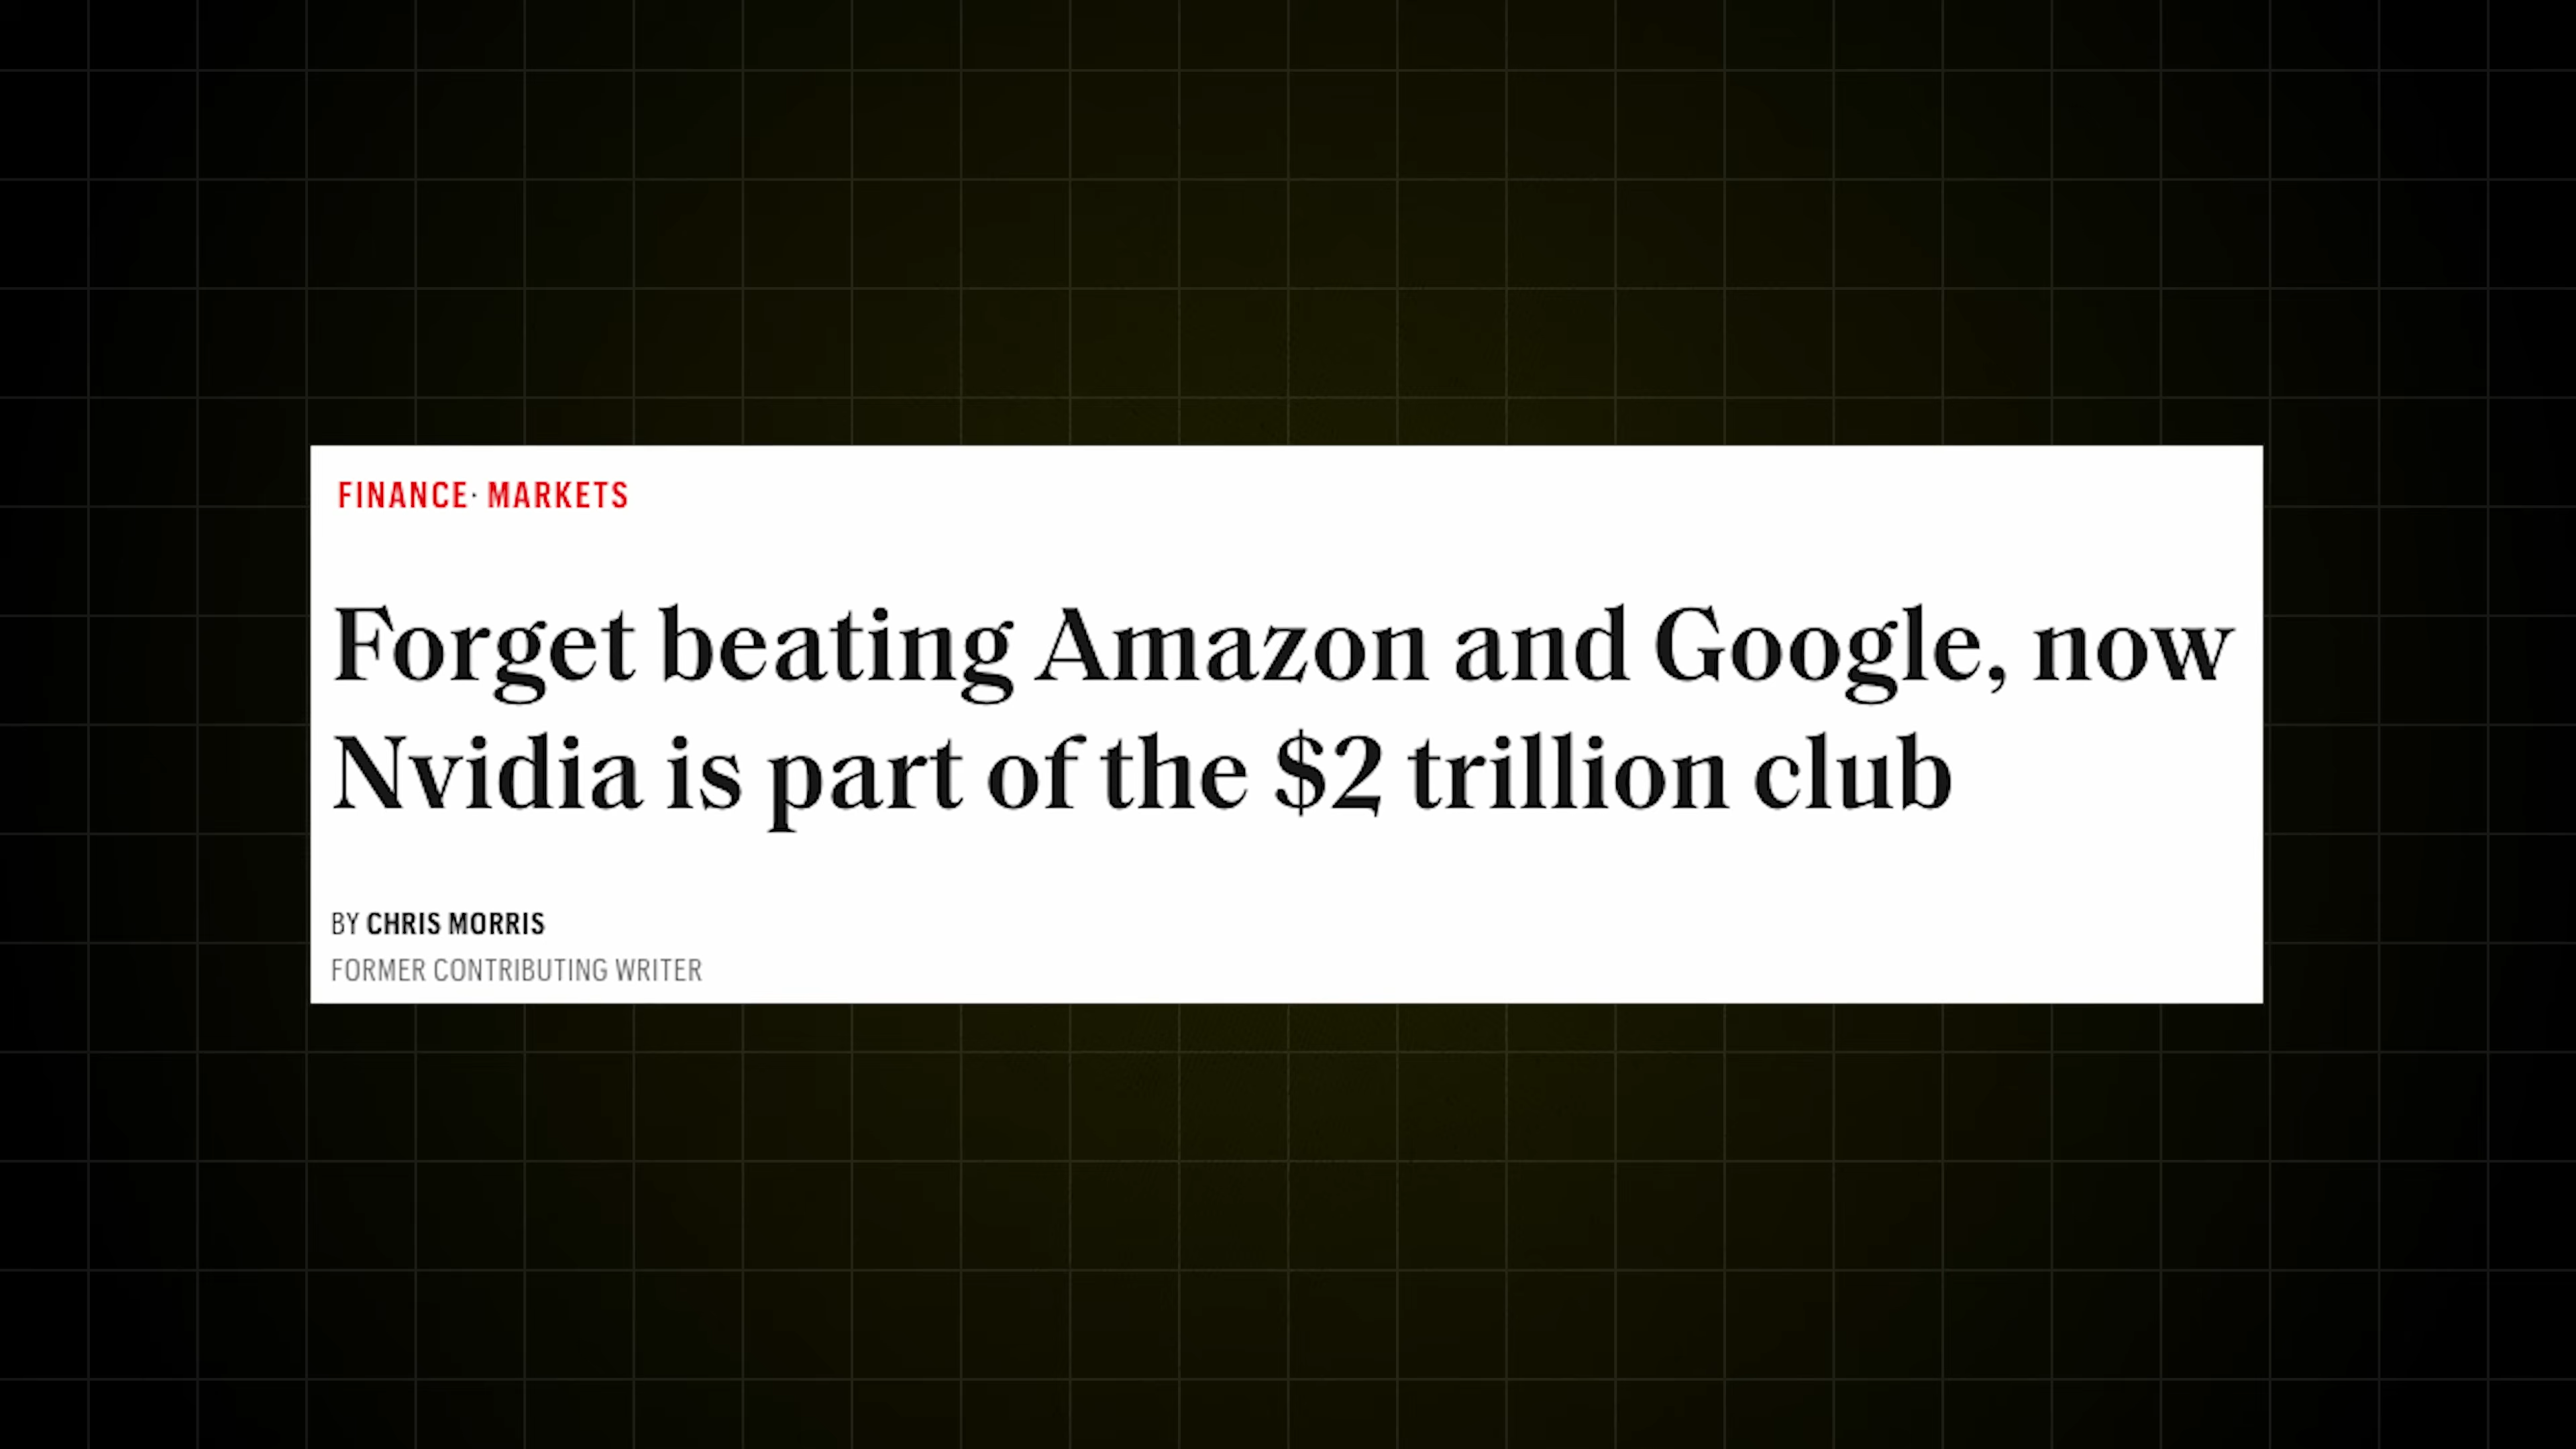 FINANCE· MARKETS
Forget beating Amazon and Google, now
Nvidia is part of the $2 trillion club
BY CHRIS MORRIS
FORMER CONTRIBUTING WRITER